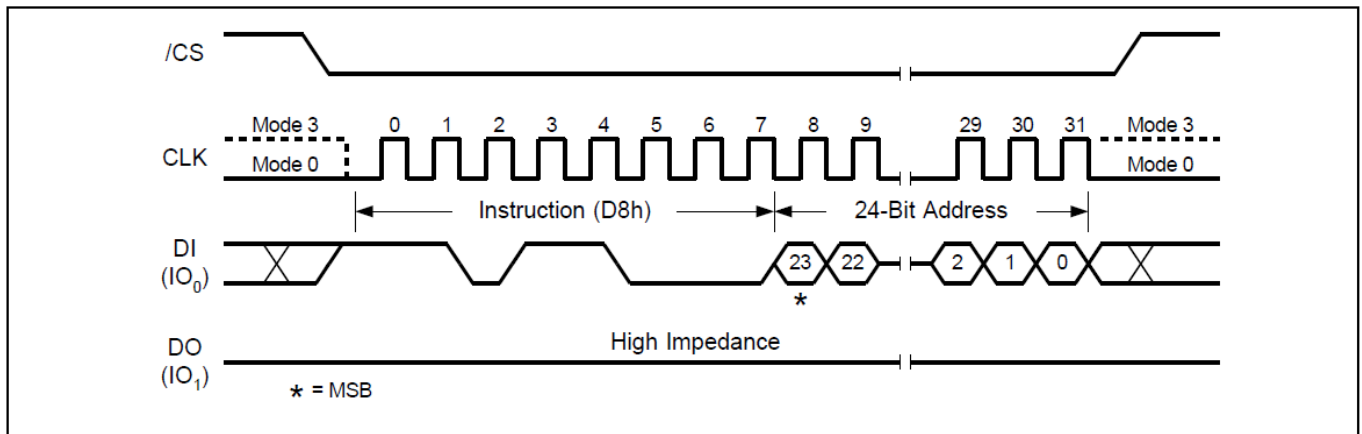 /CS
Mode 3 0 1 2 3 4 5 6 7 8 9 29 30 31 Mode 3
CLK Mode 0 Mode 0
Instruction (D8h) 24-Bit Address
DI
(IO₀) 23 22 2 1 0
*
High Impedance
DO
(IO₁)
* = MSB